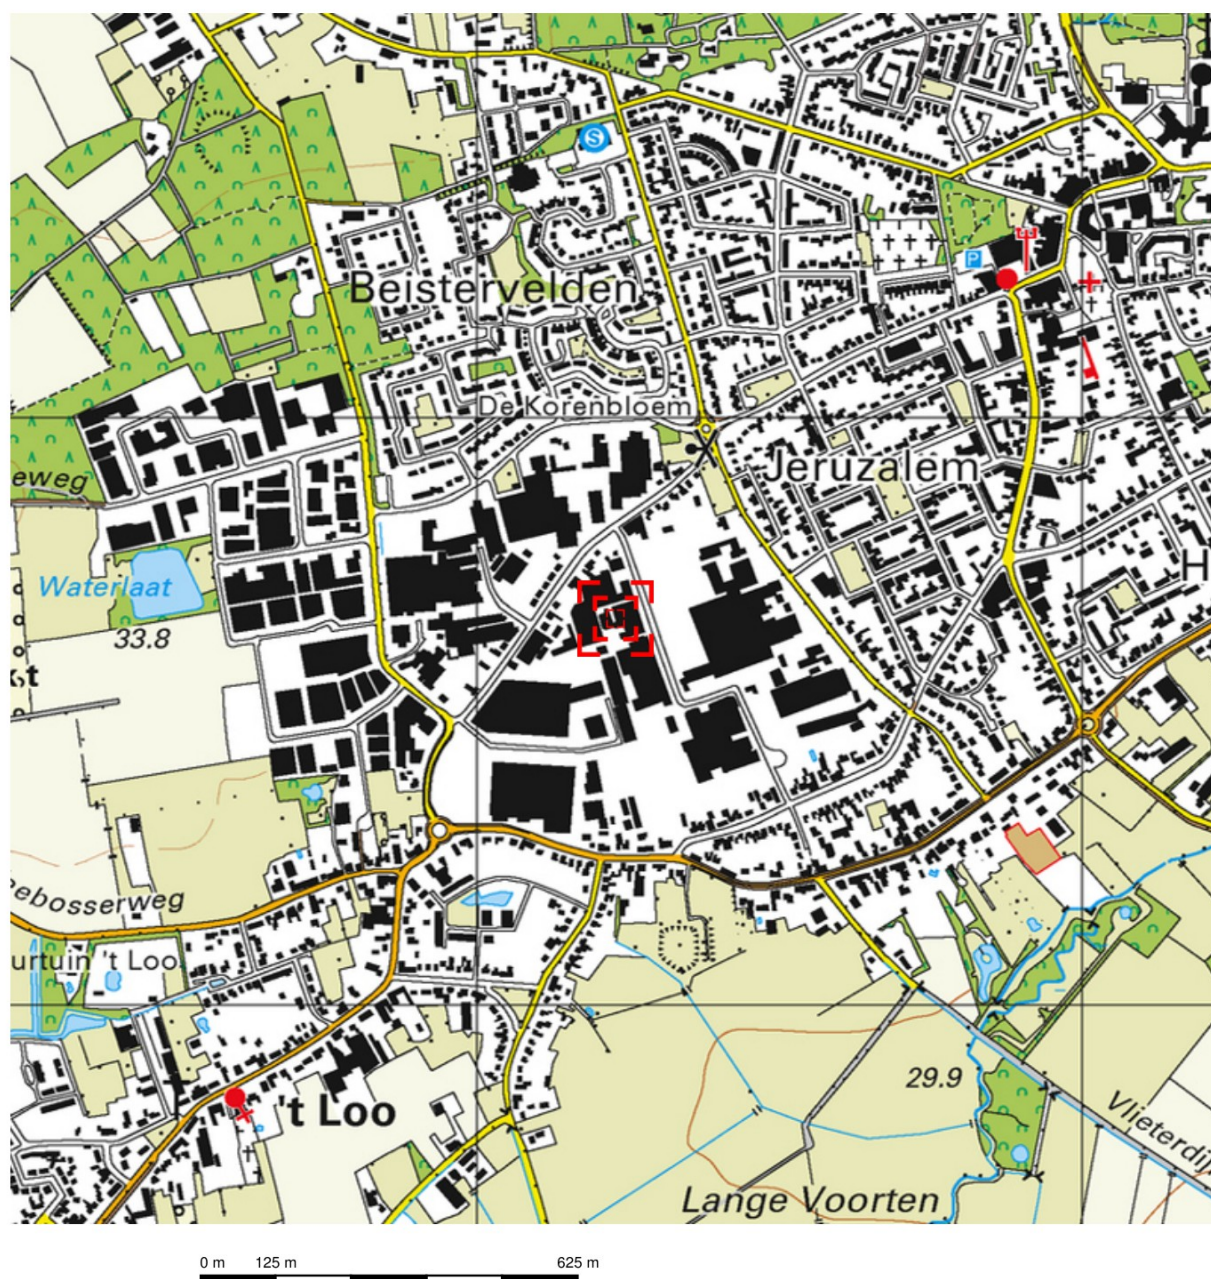 S
Beistervelden
P
De Korenbloem
Jeruzalem
eweg
H
Waterlaat
33.8
st
ebosserweg
urtuin 't Loo
29.9
Vlieterdij
't Loo
Lange Voorten
0 m 125 m 625 m